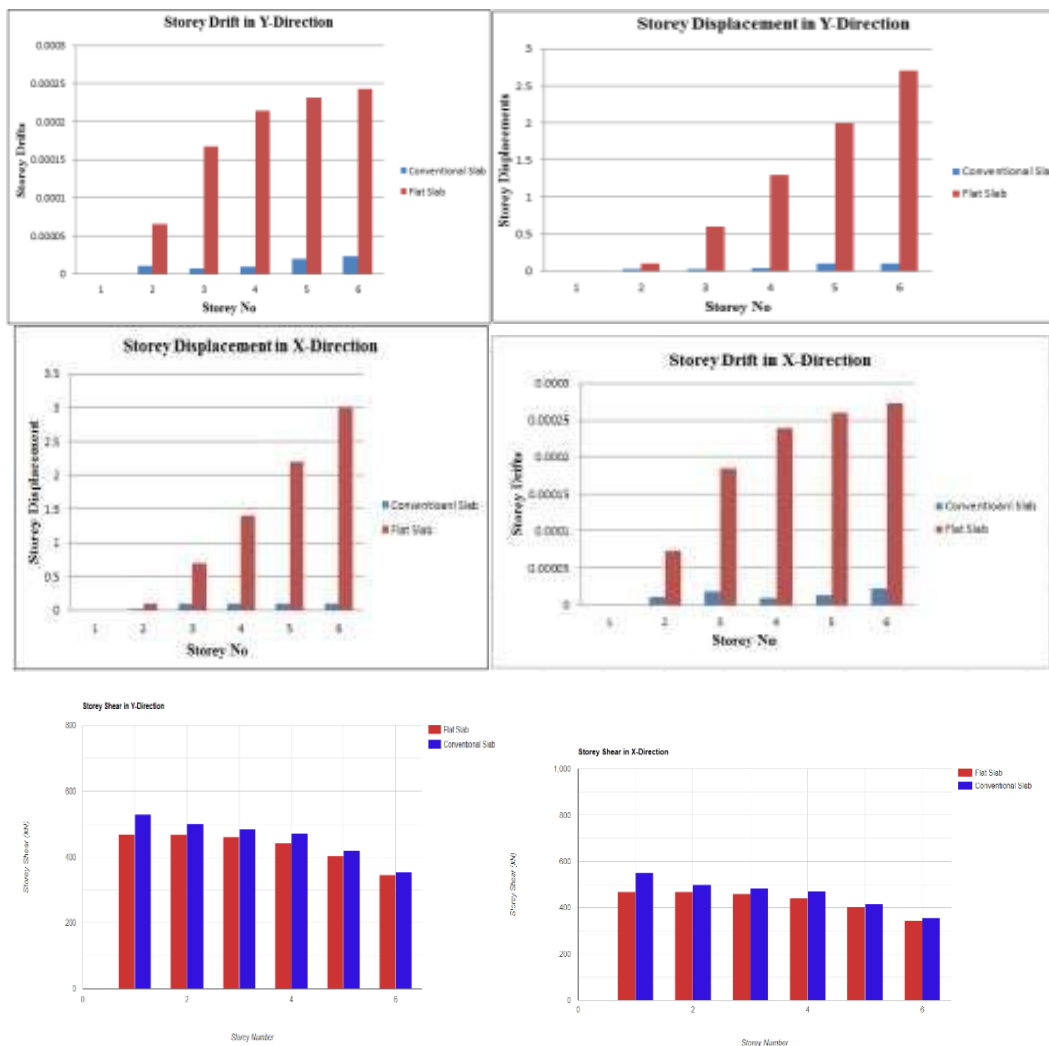 Storey Drift in Y-Direction
0.0003
0.00025
0.0002
0.00015
0.0001
0.00005
0
Storey Drifts
1 2 3 4 5 6
Storey No
Conventional Slab
Flat Slab
Storey Displacement in Y-Direction
3
2.5
2
1.5
1
0.5
0
Storey Displacements
1 2 3 4 5 6
Storey No
Conventional Slab
Flat Slab
Storey Displacement in X-Direction
3.5
3
2.5
2
1.5
1
0.5
0
Storey Displacement
1 2 3 4 5 6
Storey No
Conventioanl Slab
Flat Slab
Storey Drift in X-Direction
0.0003
0.00025
0.0002
0.00015
0.0001
0.00005
0
Storey Drifts
1 2 3 4 5 6
Storey No
Conventioanl Slab
Flat Slab
Storey Shear in Y-Direction
800
600
400
200
0
Storey Shear (kN)
0 2 4 6
Storey Number
Flat Slab
Conventional Slab
Storey Shear in X-Direction
1,000
800
600
400
200
0
Storey Shear (kN)
0 2 4 6
Storey Number
Flat Slab
Conventional Slab